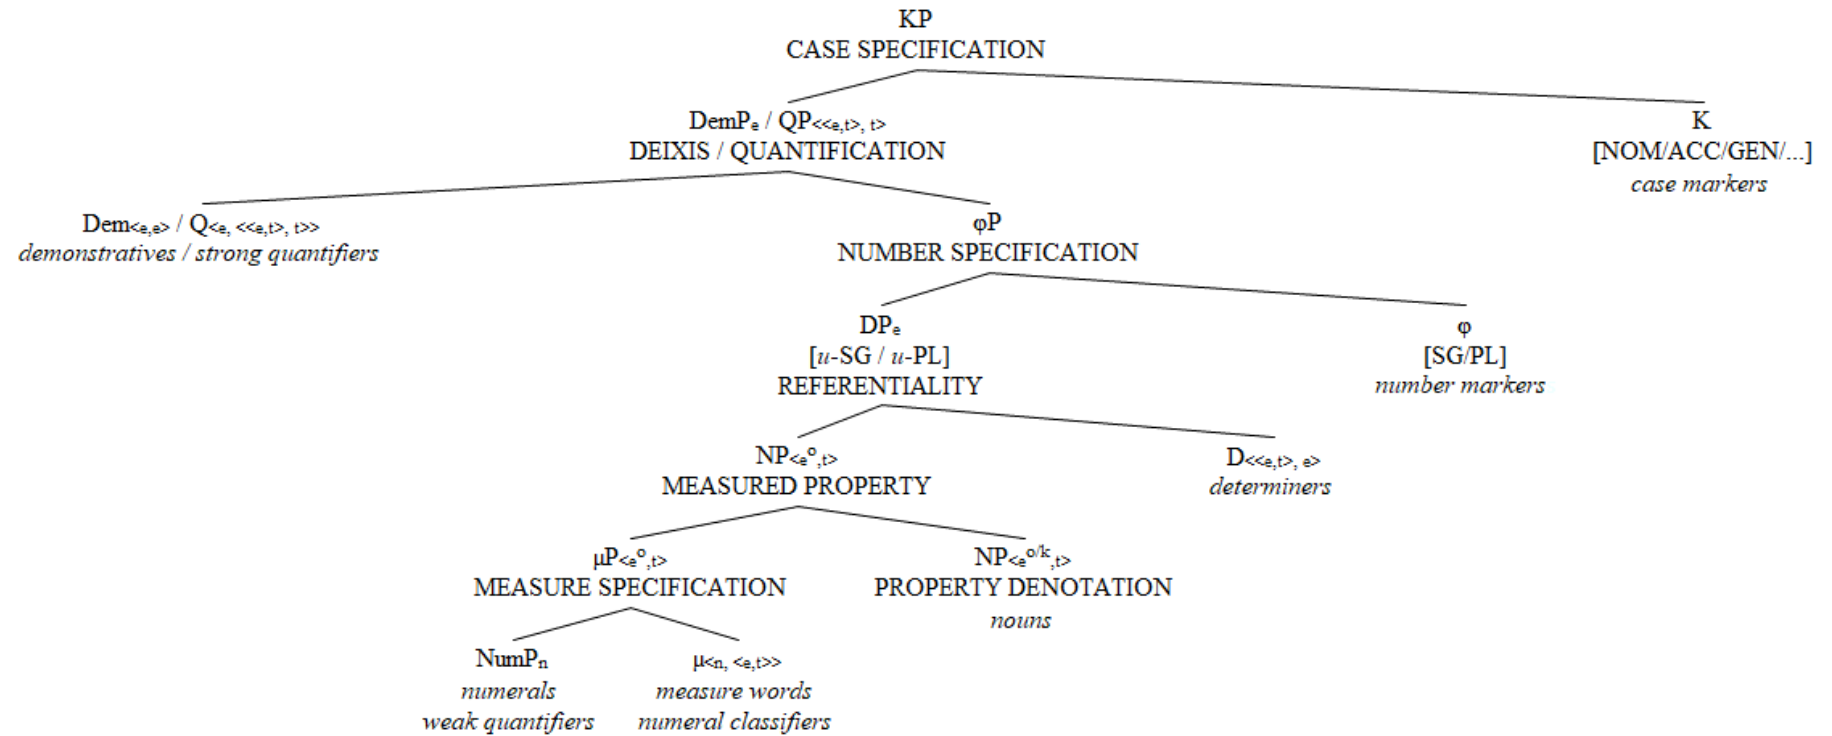 KP
CASE SPECIFICATION
DemPₑ / QP<<e,t>, t>
DEIXIS / QUANTIFICATION
K
[NOM/ACC/GEN/...]
case markers
Dem<e,e> / Q<e, <<e,t>, t>>
demonstratives / strong quantifiers
φP
NUMBER SPECIFICATION
DPₑ
[u-SG / u-PL]
REFERENTIALITY
φ
[SG/PL]
number markers
NP<eᵒ,t>
MEASURED PROPERTY
D<<e,t>, e>
determiners
μP<eᵒ,t>
MEASURE SPECIFICATION
NP<eᵒ/ᵏ,t>
PROPERTY DENOTATION
nouns
NumPₙ
numerals
weak quantifiers
μ<n, <e,t>>
measure words
numeral classifiers